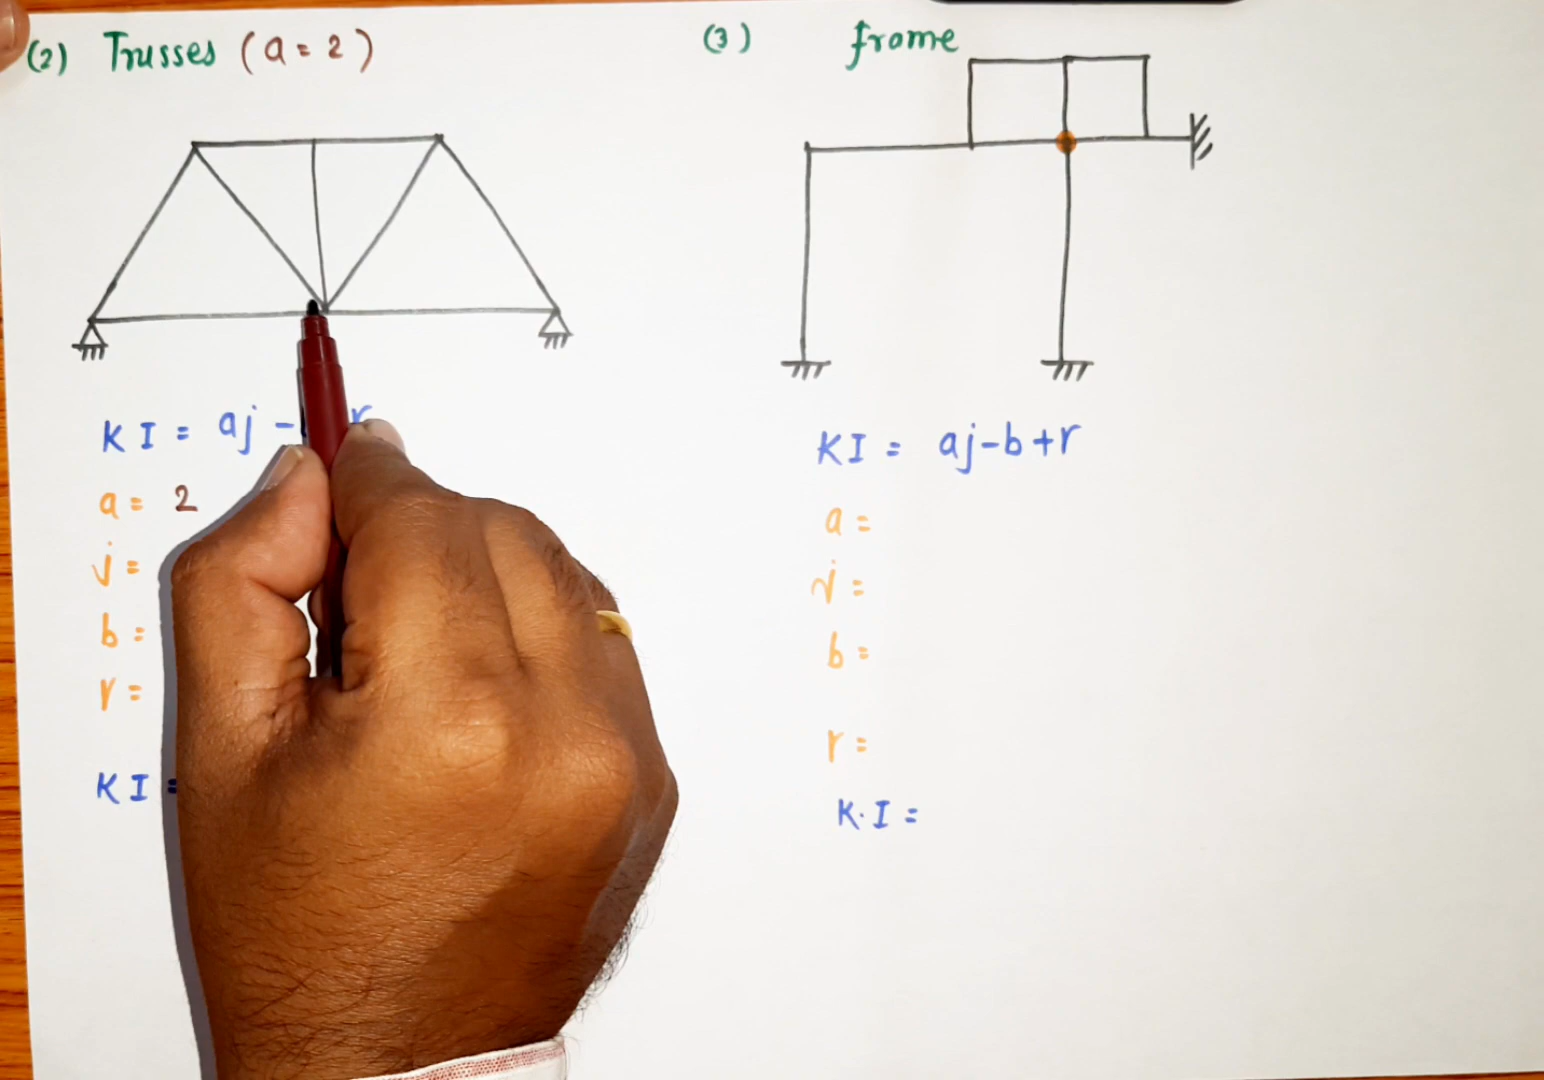 (2) Trusses (a = 2)
KI = aj - r
a = 2
j =
b =
r =
KI =
(3) frame
KI = aj-b+r
a =
j =
b =
r =
K.I =